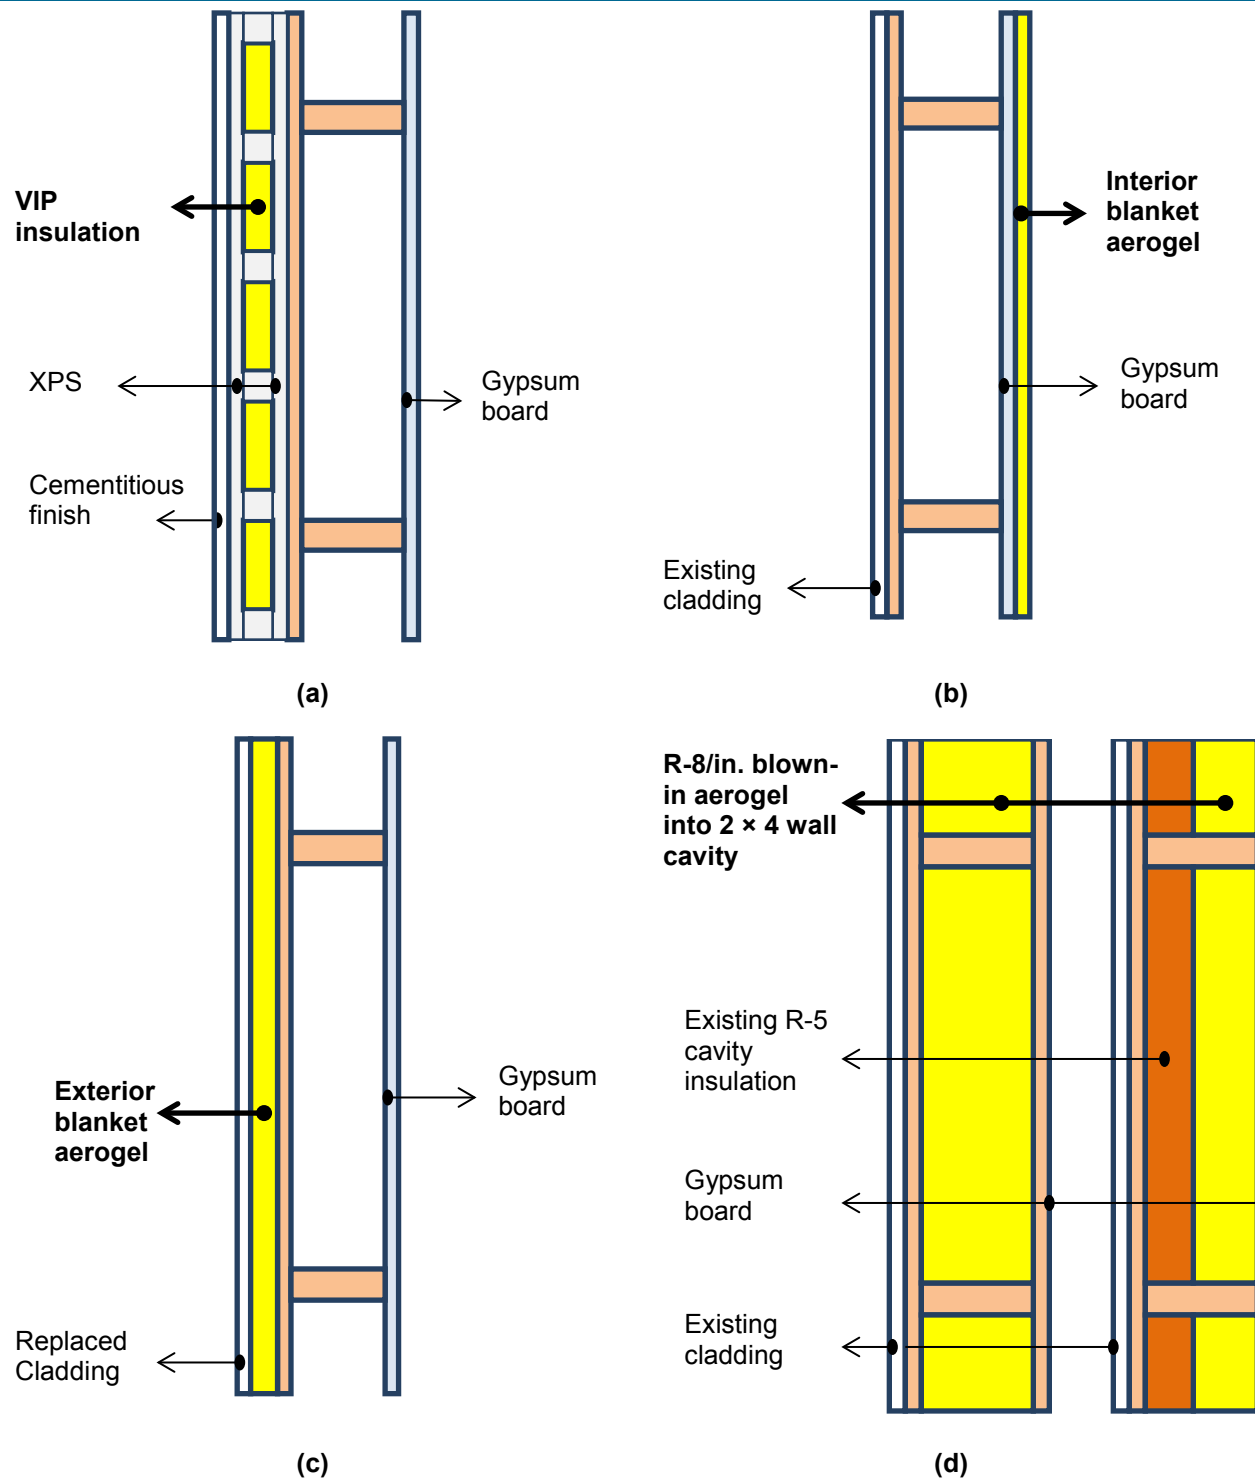 VIP
insulation
XPS
Cementitious
finish
Gypsum
board
(a)
Interior
blanket
aerogel
Gypsum
board
Existing
cladding
(b)
Exterior
blanket
aerogel
Gypsum
board
Replaced
Cladding
(c)
R-8/in. blown-
in aerogel
into 2 × 4 wall
cavity
Existing R-5
cavity
insulation
Gypsum
board
Existing
cladding
(d)